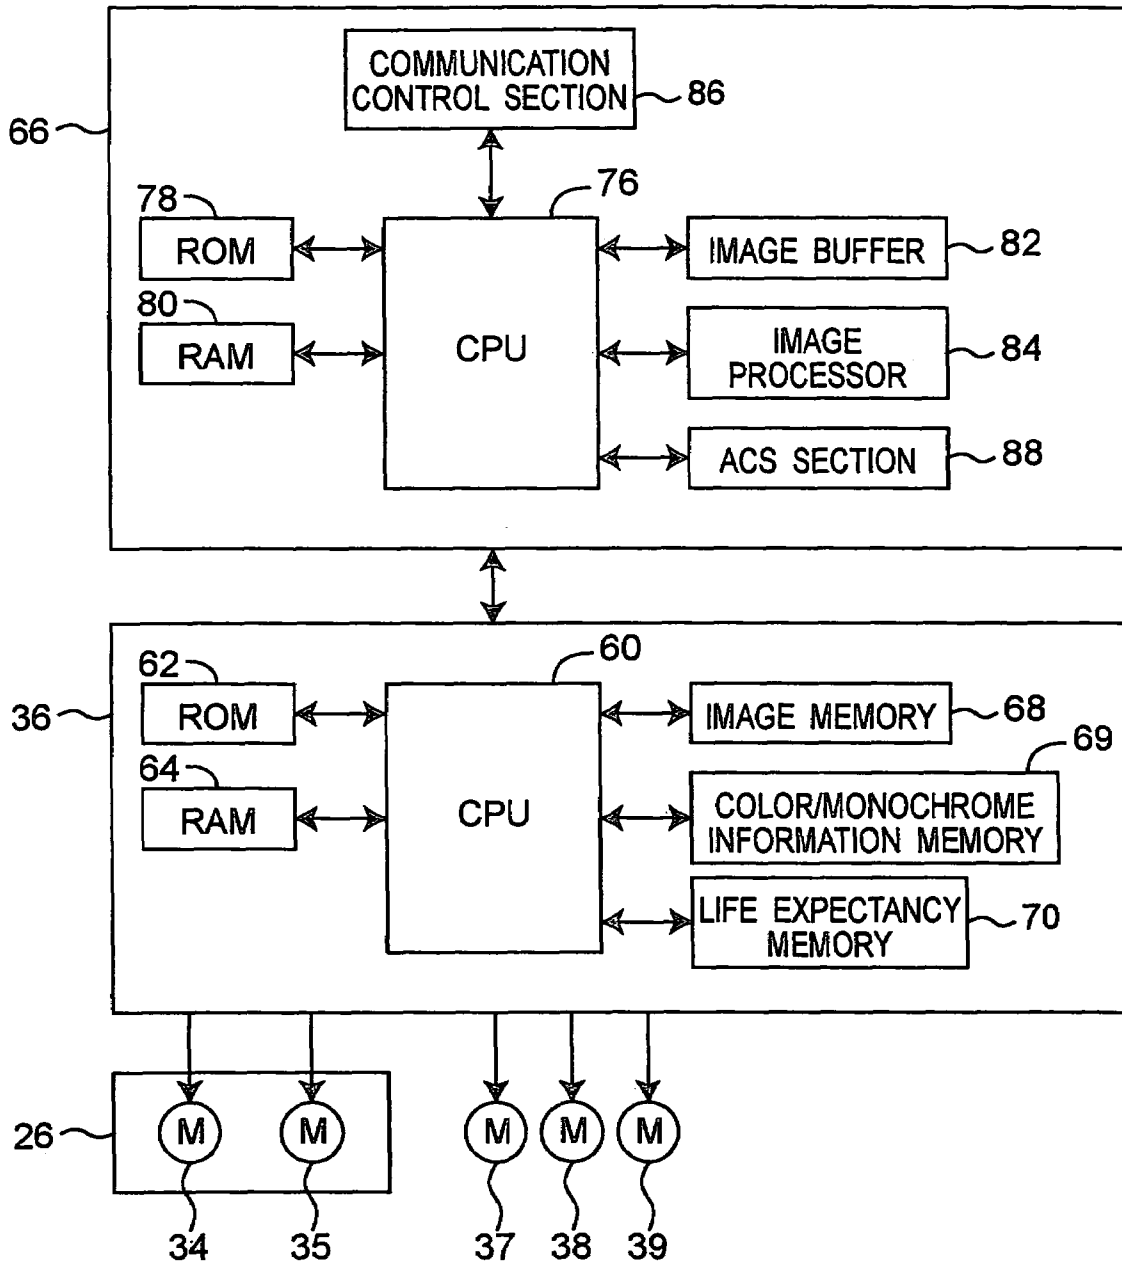 COMMUNICATION
CONTROL SECTION
86
66
78
76
ROM
IMAGE BUFFER
82
80
RAM
CPU
IMAGE
PROCESSOR
84
ACS SECTION
88
62
60
36
ROM
IMAGE MEMORY
68
69
64
RAM
CPU
COLOR/MONOCHROME
INFORMATION MEMORY
LIFE EXPECTANCY
MEMORY
70
26
M
M
M
M
M
34
35
37
38
39